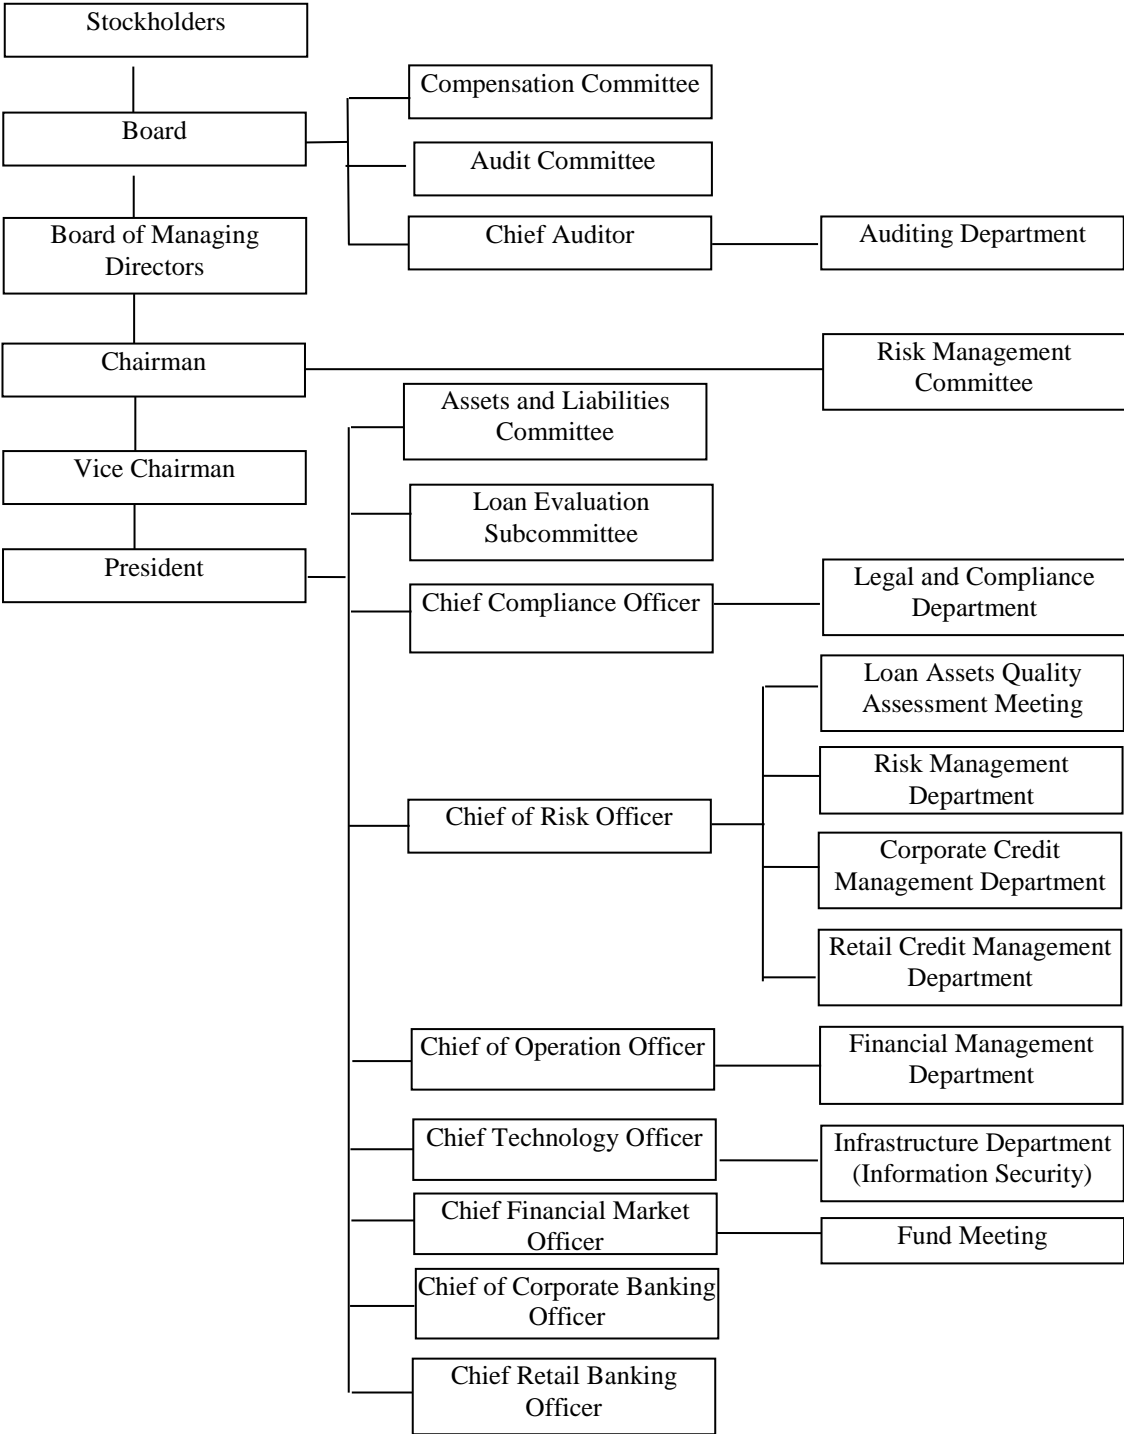 Stockholders
Compensation Committee
Board
Audit Committee
Board of Managing
Directors
Chief Auditor
Auditing Department
Chairman
Risk Management
Committee
Assets and Liabilities
Committee
Vice Chairman
Loan Evaluation
Subcommittee
President
Chief Compliance Officer
Legal and Compliance
Department
Loan Assets Quality
Assessment Meeting
Risk Management
Department
Chief of Risk Officer
Corporate Credit
Management Department
Retail Credit Management
Department
Chief of Operation Officer
Financial Management
Department
Chief Technology Officer
Infrastructure Department
(Information Security)
Chief Financial Market
Officer
Fund Meeting
Chief of Corporate Banking
Officer
Chief Retail Banking
Officer